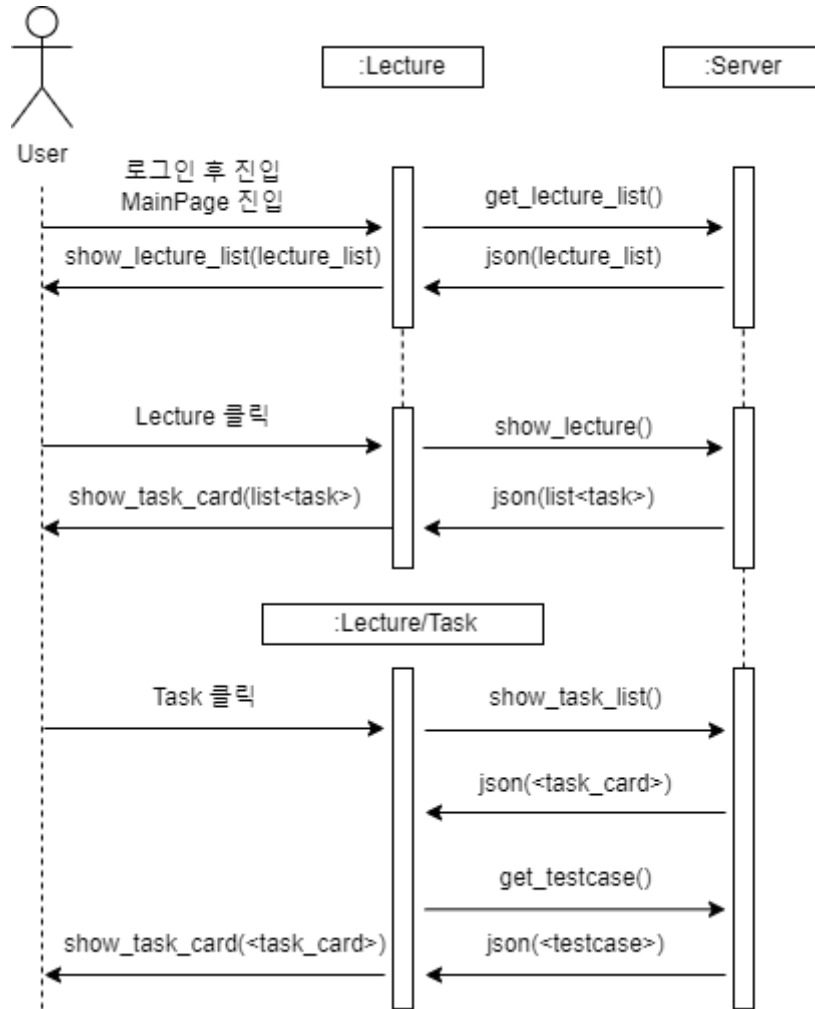 :Lecture
:Server
User
로그인 후 진입
MainPage 진입
get_lecture_list()
show_lecture_list(lecture_list)
json(lecture_list)
Lecture 클릭
show_lecture()
show_task_card(list<task>)
json(list<task>)
:Lecture/Task
Task 클릭
show_task_list()
json(<task_card>)
get_testcase()
show_task_card(<task_card>)
json(<testcase>)